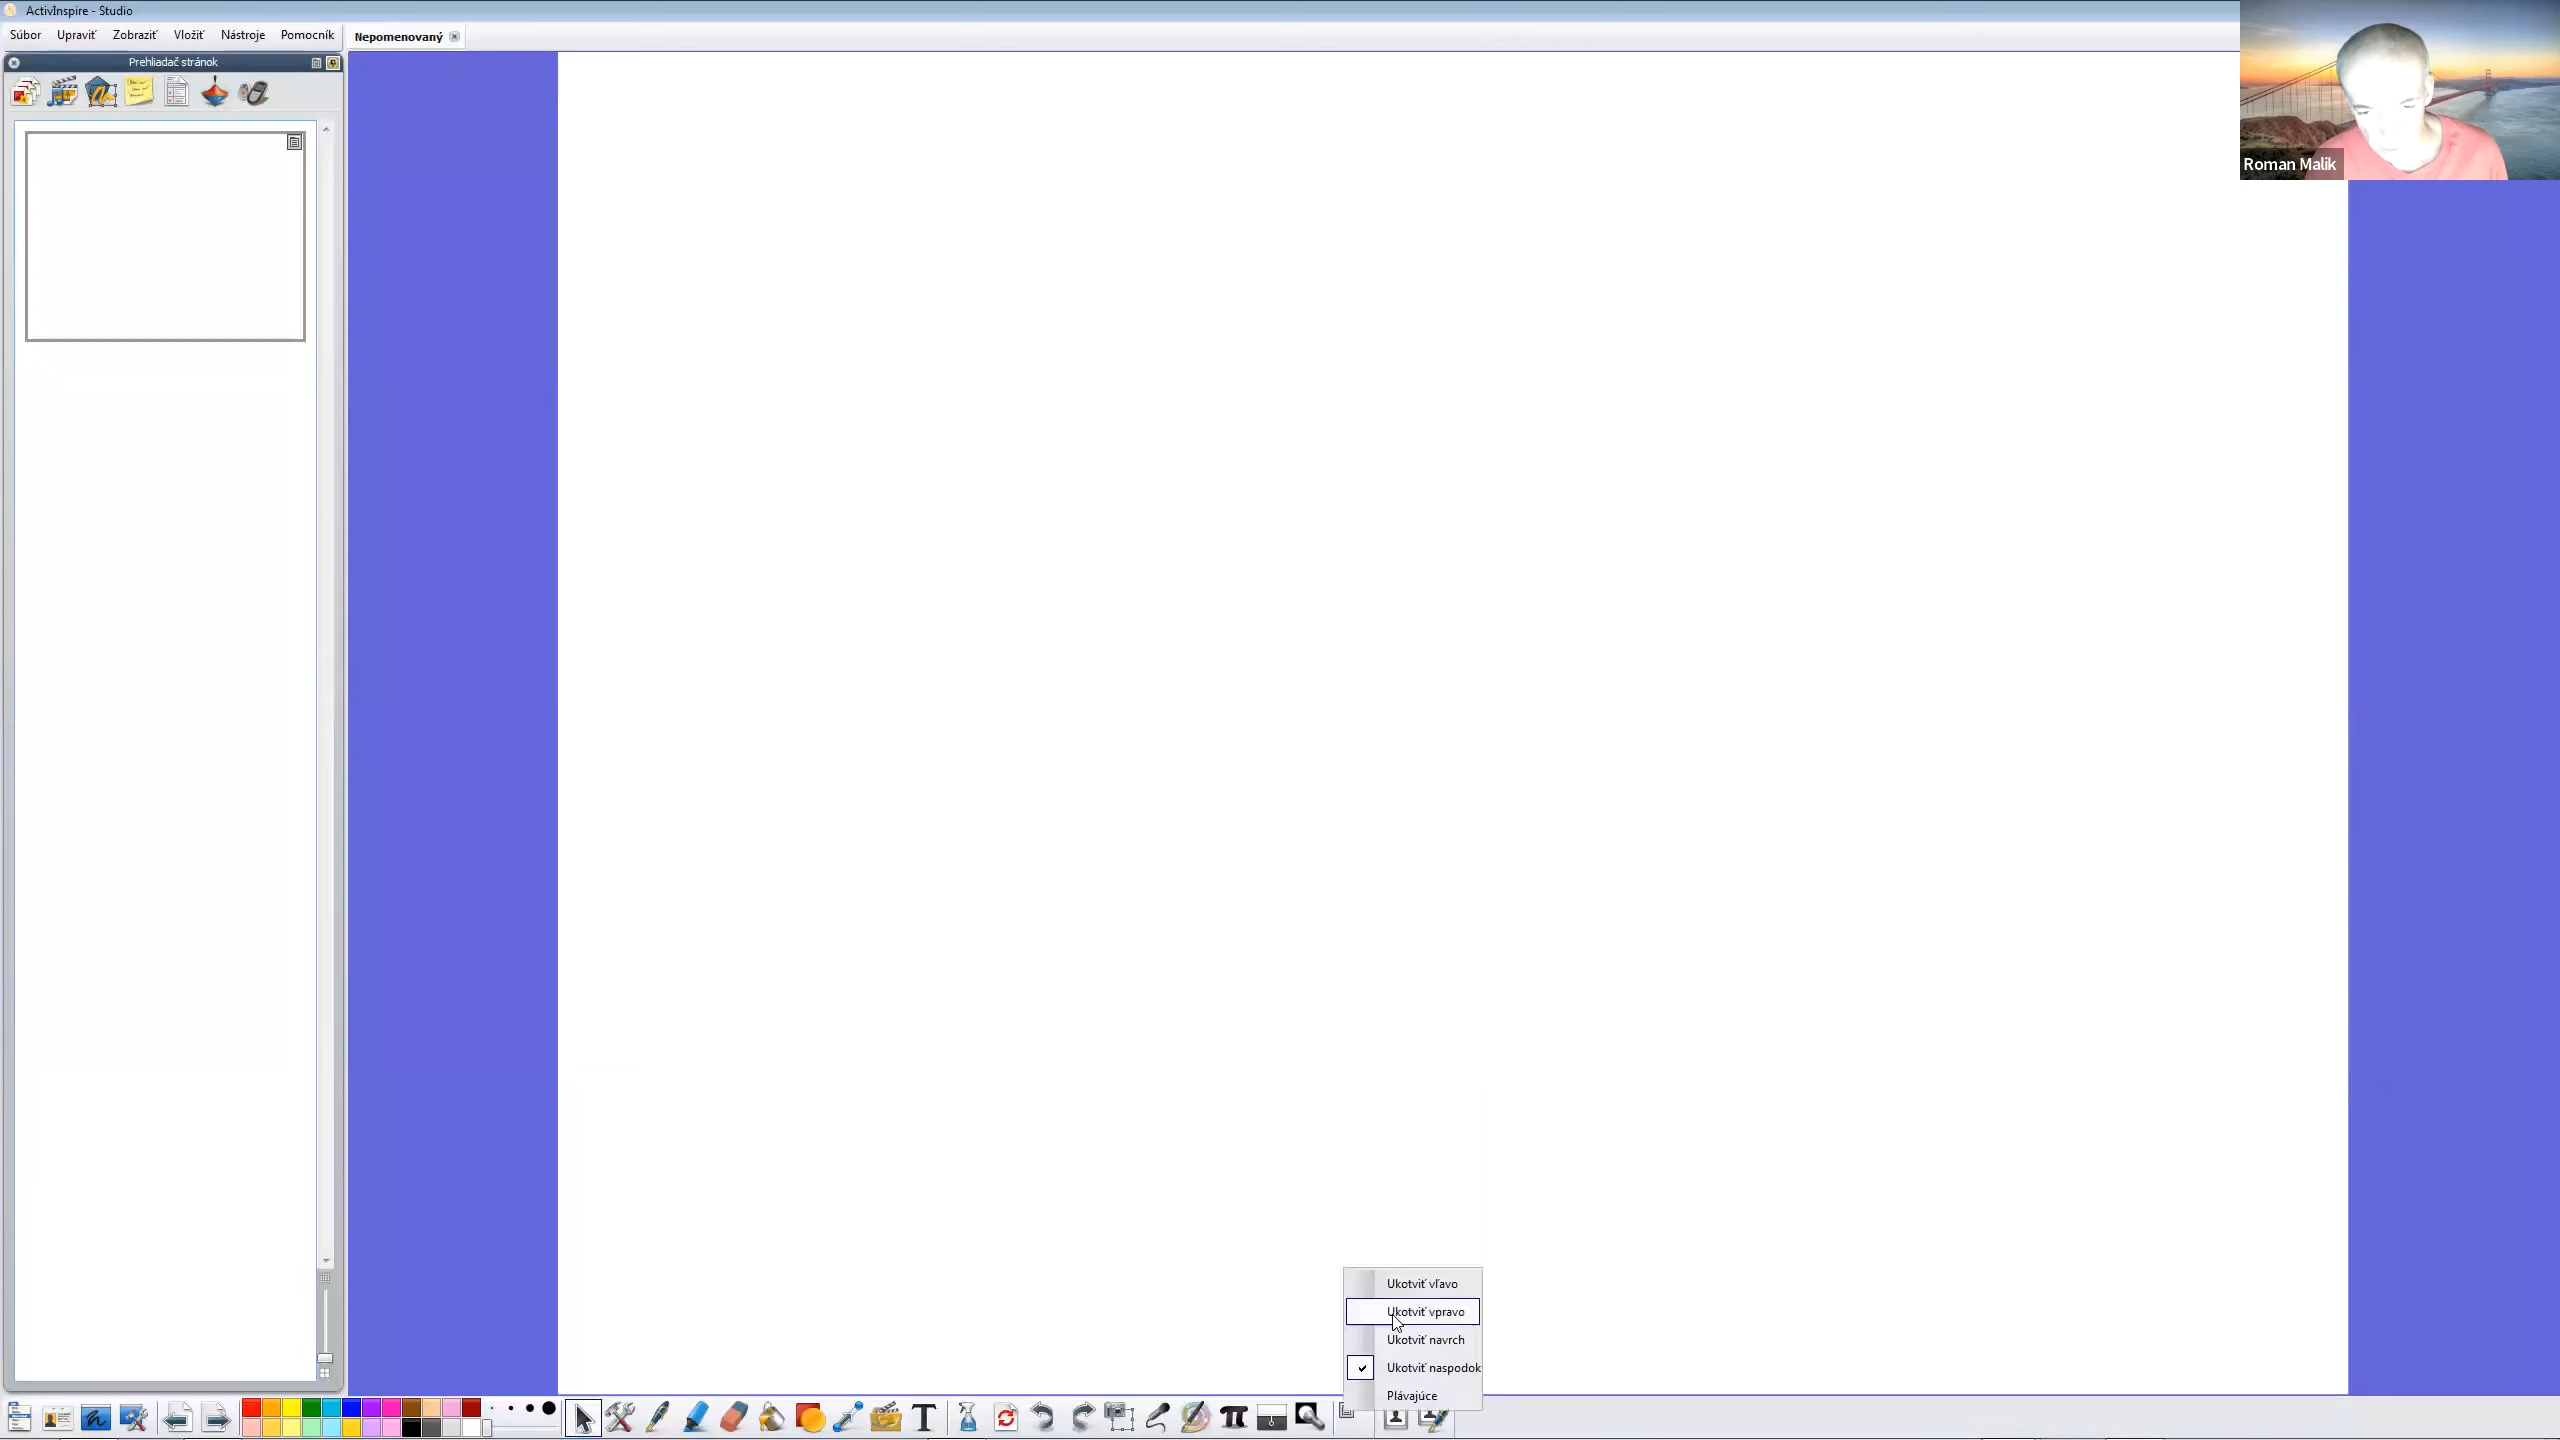 ActivInspire - Studio
Súbor Upraviť Zobraziť Vložiť Nástroje Pomocník
Nepomenovaný
Prehliadač stránok
Roman Malik
Ukotviť vľavo
Ukotviť vpravo
Ukotviť navrch
Ukotviť naspodok
Plávajúce
T